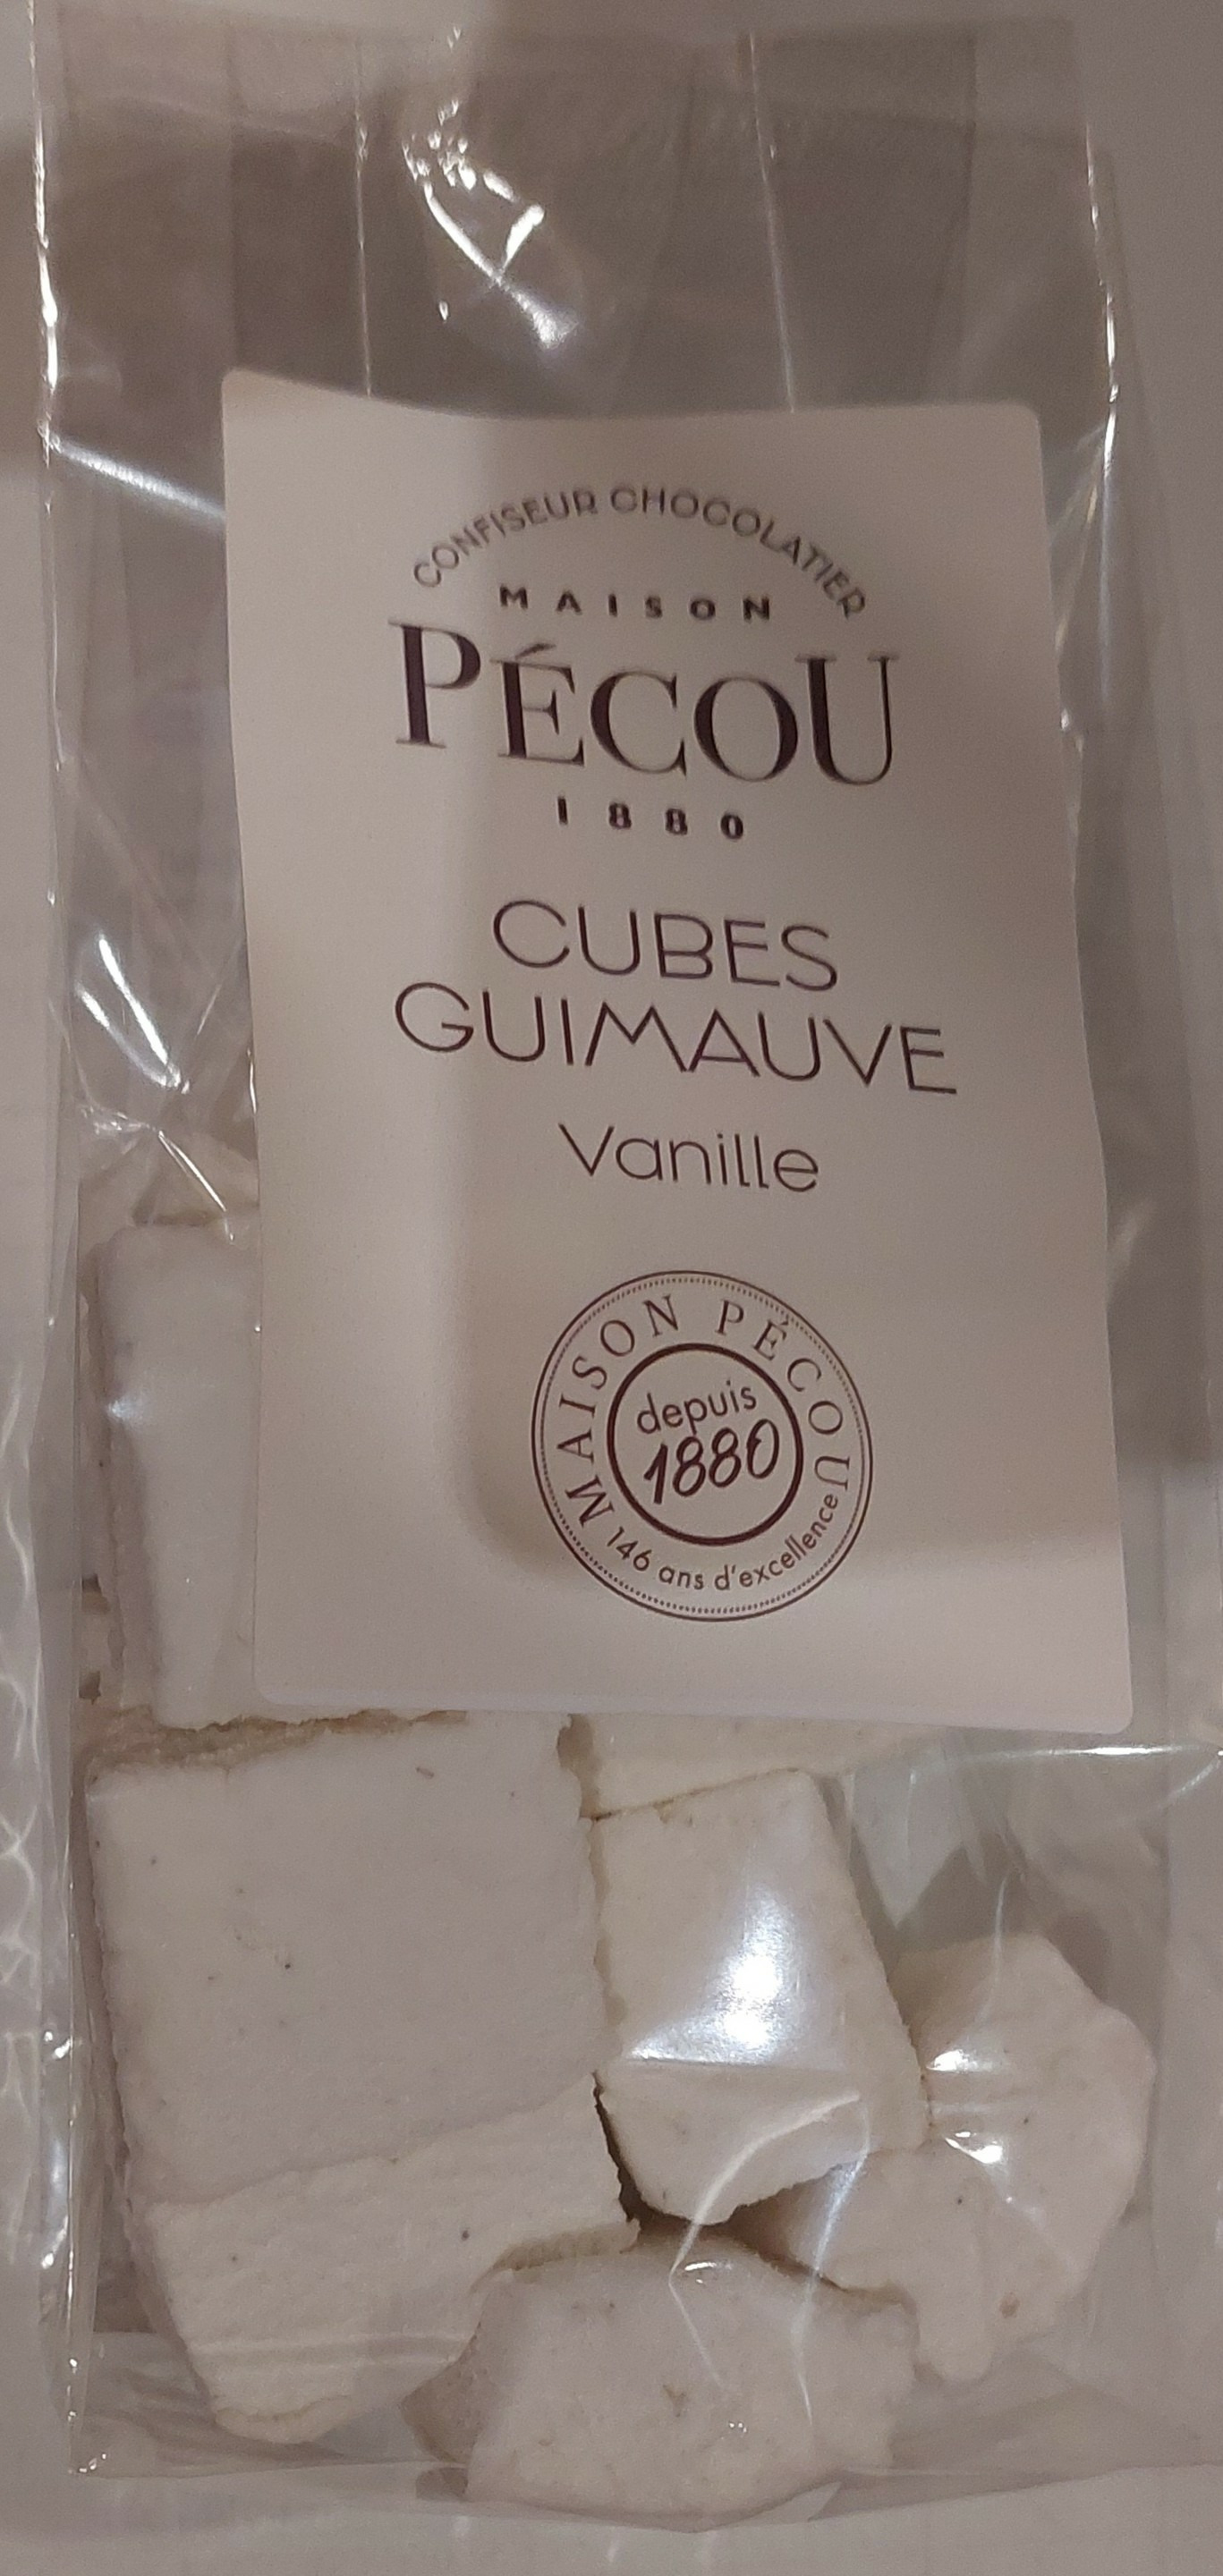 CONFISEUR CHOCOLATIER
MAISON
PÉCOU
1880
CUBES
GUIMAUVE
Vanille
MAISON PÉCOU
depuis
1880
146 ans d'excellence